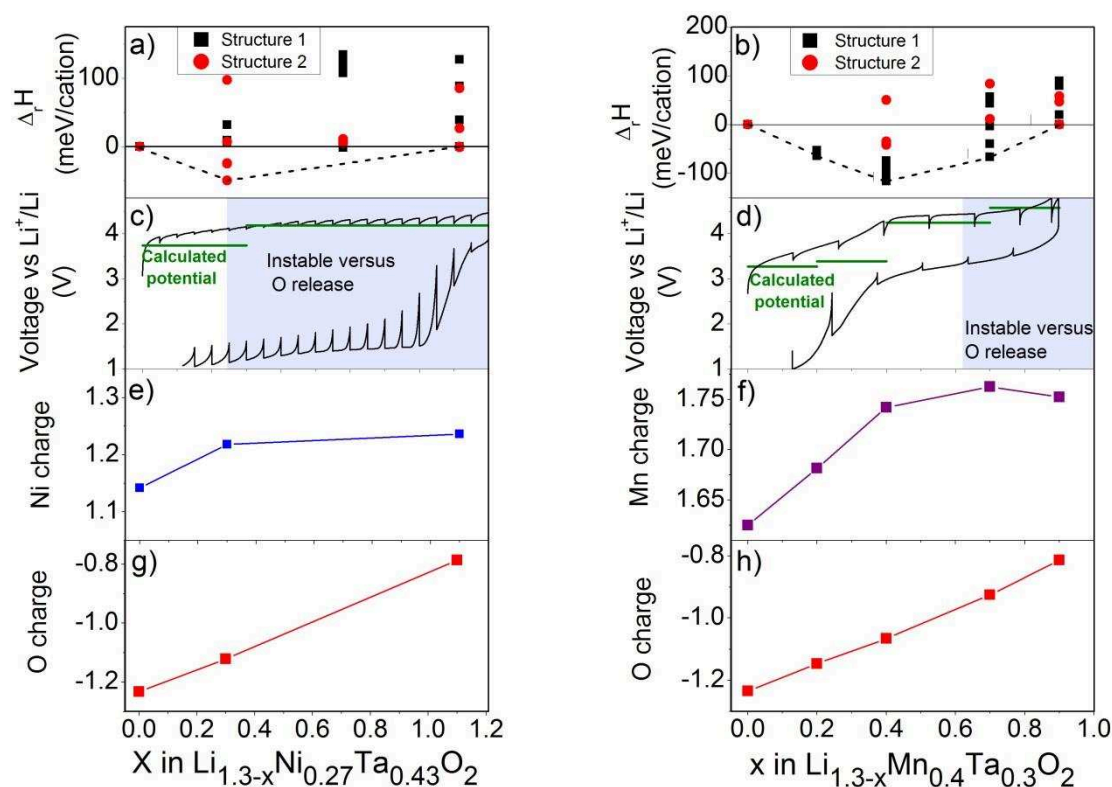 a)
Structure 1
Structure 2
100
0
ΔrH
(meV/cation)
b)
Structure 1
Structure 2
200
100
0
-100
ΔrH
(meV/cation)
c)
4
3
2
1
Voltage vs Li+/Li
(V)
Calculated
potential
Instable versus
O release
d)
4
3
2
1
Voltage vs Li+/Li
(V)
Calculated
potential
Instable versus
O release
e)
1.3
1.2
1.1
Ni charge
f)
1.75
1.70
1.65
Mn charge
g)
-0.8
-1.0
-1.2
O charge
0.0 0.2 0.4 0.6 0.8 1.0 1.2
X in Li1.3-xNi0.27Ta0.43O2
h)
-0.8
-1.0
-1.2
O charge
0.0 0.2 0.4 0.6 0.8 1.0
x in Li1.3-xMn0.4Ta0.3O2